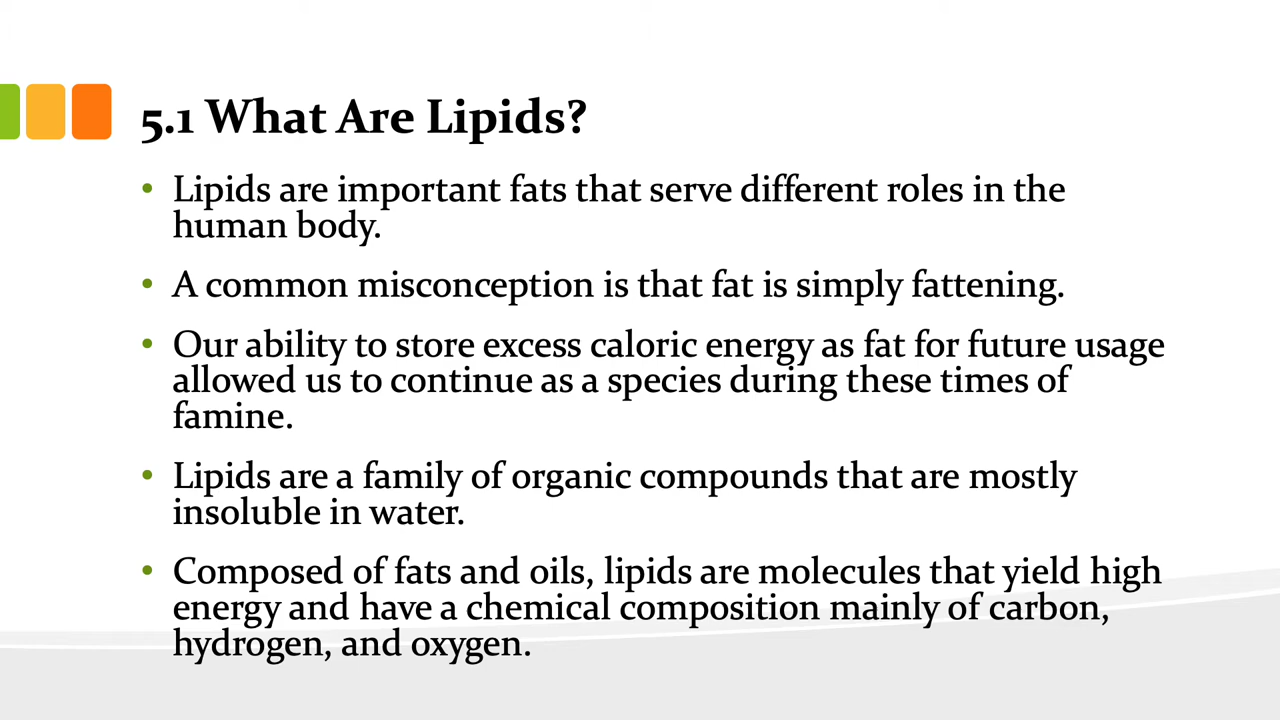 5.1 What Are Lipids?
• Lipids are important fats that serve different roles in the
human body.
• A common misconception is that fat is simply fattening.
• Our ability to store excess caloric energy as fat for future usage
allowed us to continue as a species during these times of
famine.
• Lipids are a family of organic compounds that are mostly
insoluble in water.
• Composed of fats and oils, lipids are molecules that yield high
energy and have a chemical composition mainly of carbon,
hydrogen, and oxygen.